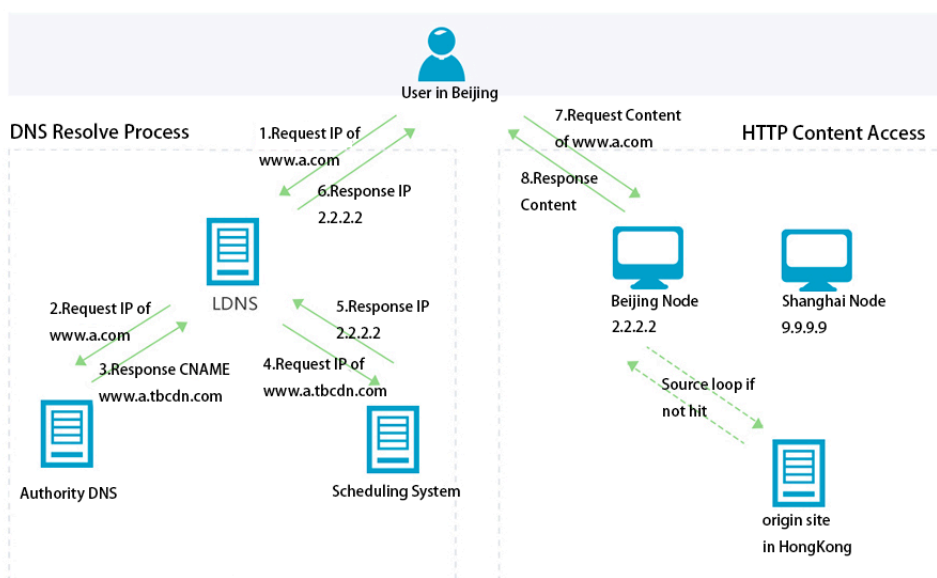 User in Beijing
DNS Resolve Process
HTTP Content Access
1.Request IP of
www.a.com
6.Response IP
2.2.2.2
7.Request Content
of www.a.com
8.Response
Content
LDNS
2.Request IP of
www.a.com
3.Response CNAME
www.a.tbcdn.com
5.Response IP
2.2.2.2
4.Request IP of
www.a.tbcdn.com
Authority DNS
Scheduling System
Beijing Node
2.2.2.2
Shanghai Node
9.9.9.9
Source loop if
not hit
origin site
in HongKong